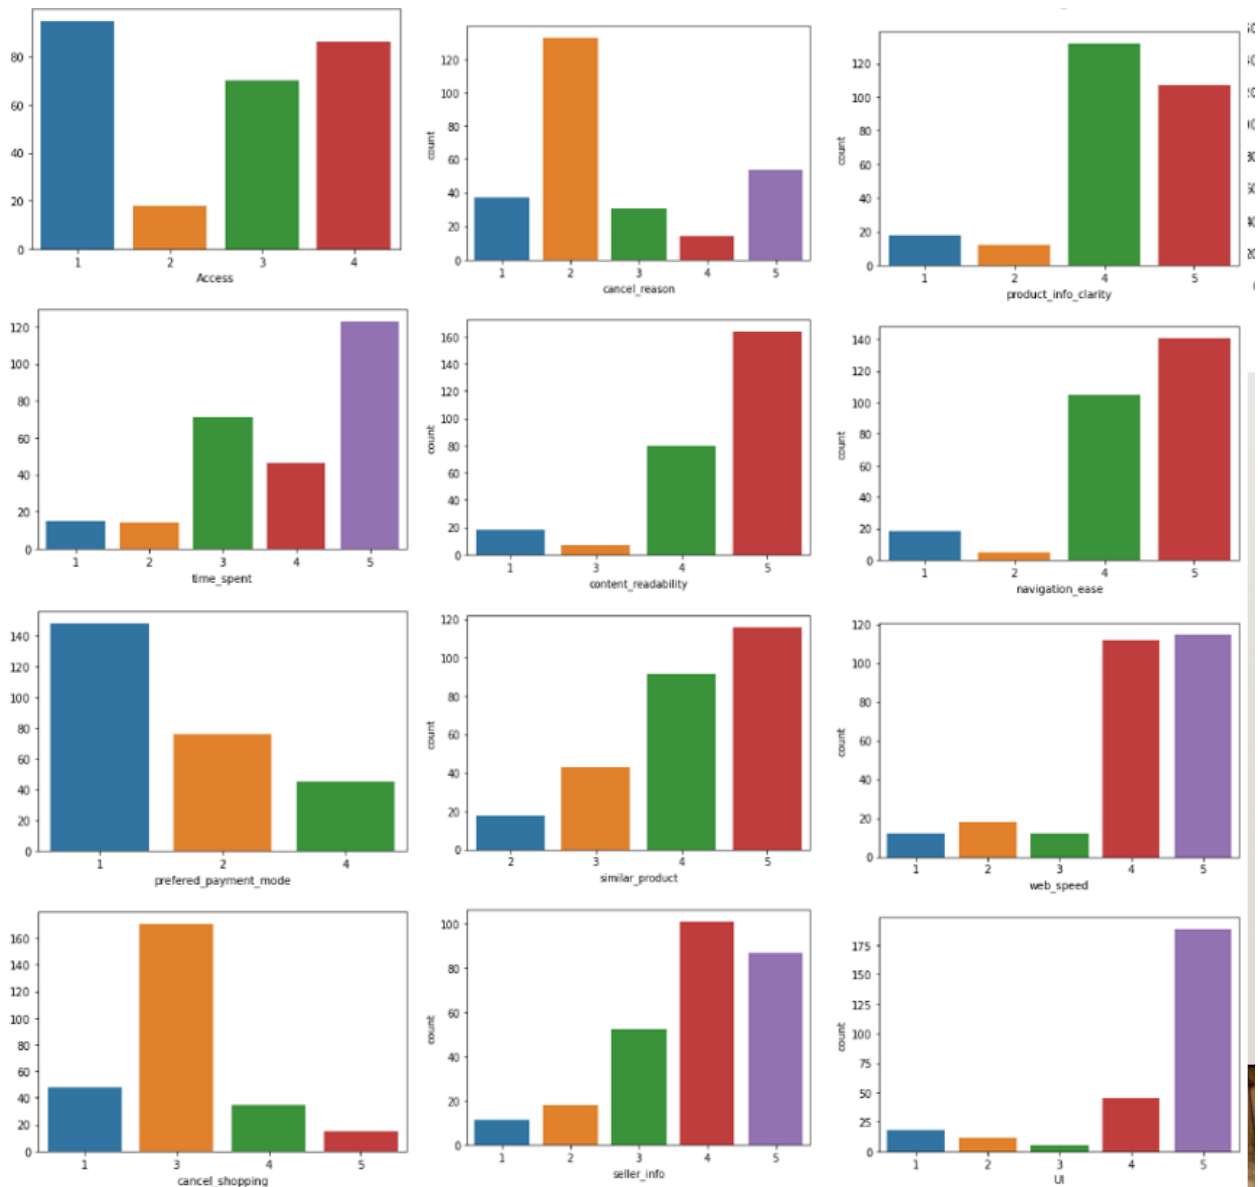 80
60
40
20
0
1 2 3 4
Access
count
120
100
80
60
40
20
0
1 2 3 4 5
cancel_reason
count
120
100
80
60
40
20
0
1 2 4 5
product_info_clarity
120
100
80
60
40
20
0
1 2 3 4 5
time_spent
count
160
140
120
100
80
60
40
20
0
1 3 4 5
content_readability
count
140
120
100
80
60
40
20
0
1 2 4 5
navigation_ease
140
120
100
80
60
40
20
0
1 2 4
prefered_payment_mode
count
120
100
80
60
40
20
0
2 3 4 5
similar_product
count
120
100
80
60
40
20
0
1 2 3 4 5
web_speed
160
140
120
100
80
60
40
20
0
1 3 4 5
cancel_shopping
count
100
80
60
40
20
0
1 2 3 4 5
seller_info
count
175
150
125
100
75
50
25
0
1 2 3 4 5
UI